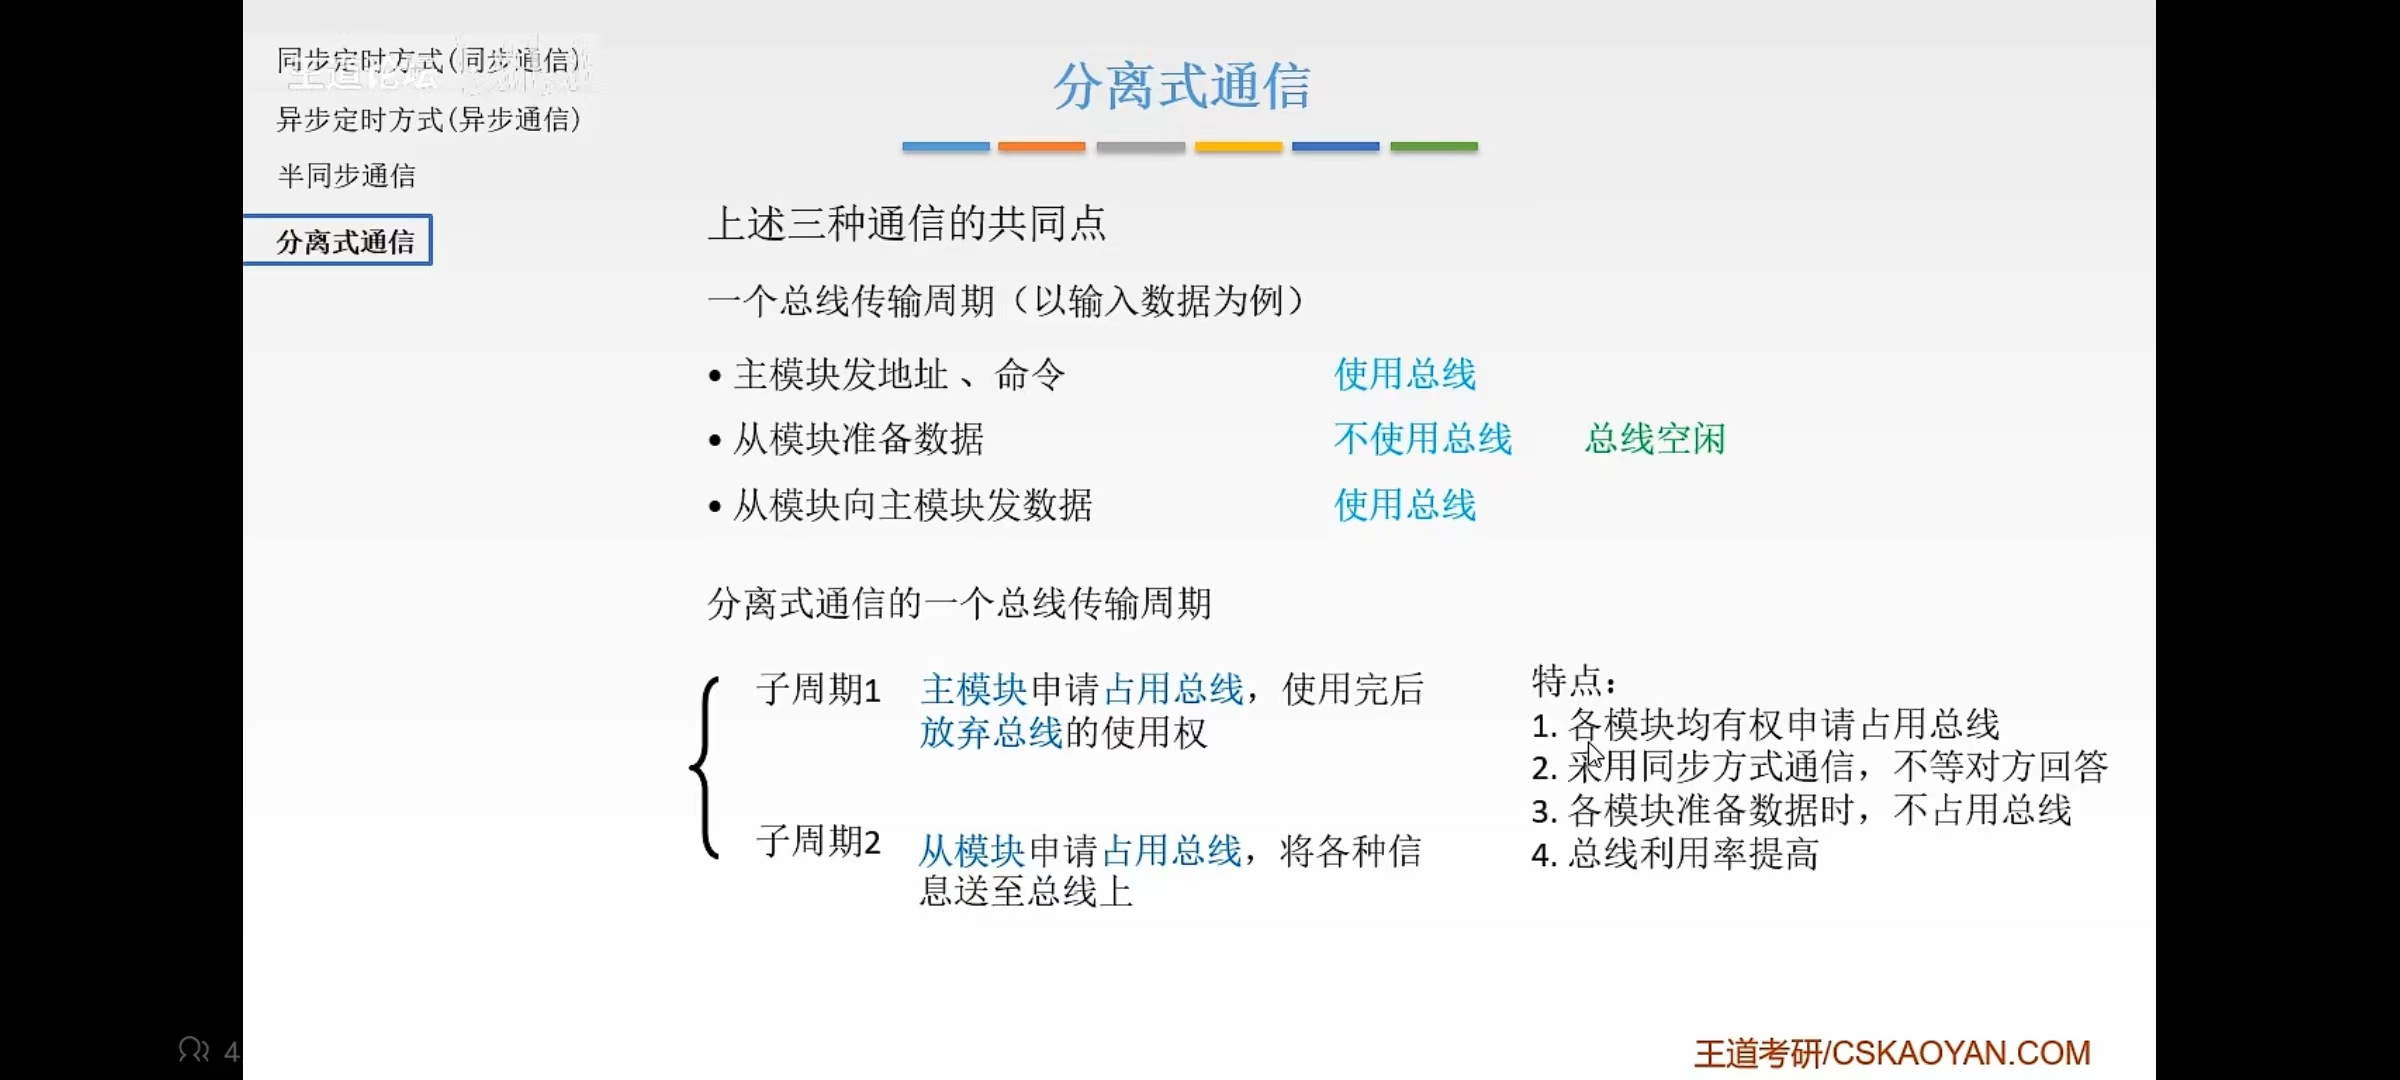 同步定时方式(同步通信)
异步定时方式(异步通信)
半同步通信
分离式通信
分离式通信
上述三种通信的共同点
一个总线传输周期（以输入数据为例）
• 主模块发地址 、命令 使用总线
• 从模块准备数据 不使用总线 总线空闲
• 从模块向主模块发数据 使用总线
分离式通信的一个总线传输周期
子周期1 主模块申请占用总线，使用完后
放弃总线的使用权
子周期2 从模块申请占用总线，将各种信
息送至总线上
特点：
1. 各模块均有权申请占用总线
2. 采用同步方式通信，不等对方回答
3. 各模块准备数据时，不占用总线
4. 总线利用率提高
王道考研/CSKAOYAN.COM
4